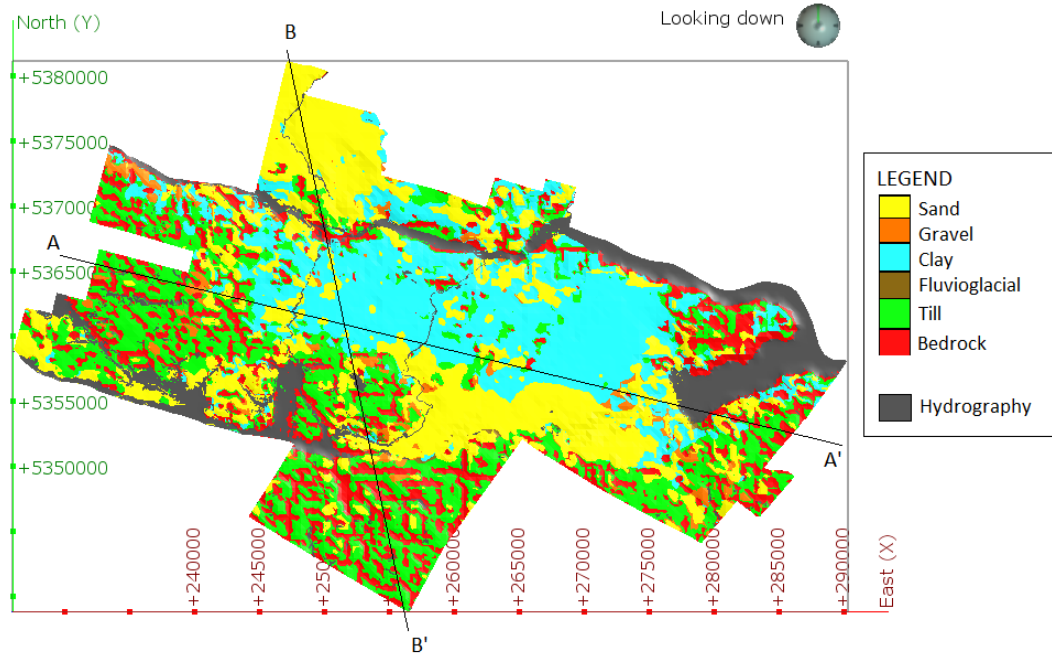 North (Y)
Looking down
B
+5380000
+5375000
+537000
A
+536500
+5355000
+5350000
LEGEND
Sand
Gravel
Clay
Fluvioglacial
Till
Bedrock
Hydrography
A'
+240000
+245000
+250
+260000
+265000
+270000
+275000
+280000
+285000
+290000
East (X)
B'